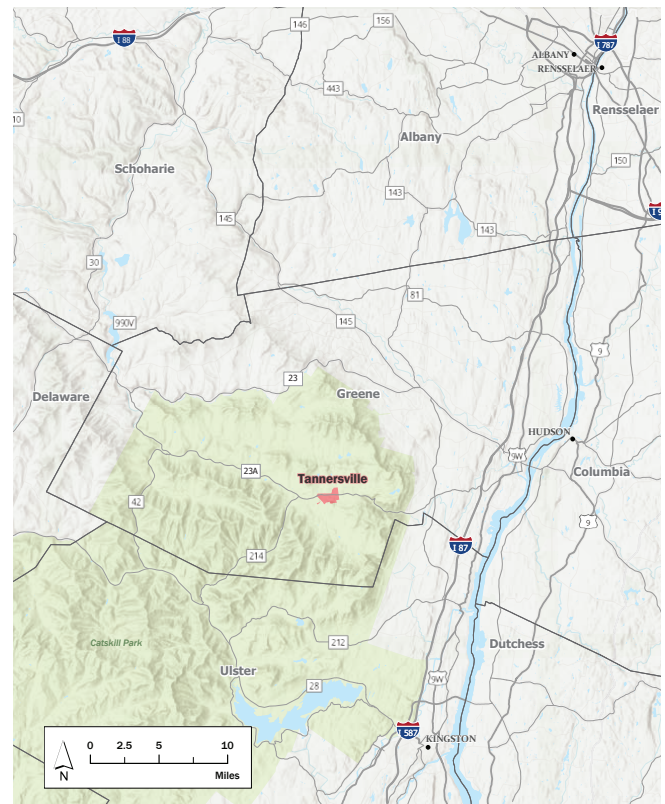 146
156
I 88
I 787
ALBANY
RENSSELAER
443
10
Rensselaer
Albany
Schoharie
150
143
145
I 9
143
30
81
990V
145
9
23
Delaware
Greene
HUDSON
9W
23A
Columbia
Tannersville
42
9
I 87
214
Catskill Park
212
Dutchess
Ulster
28
9W
I 587
KINGSTON
0 2.5 5 10
Miles
N